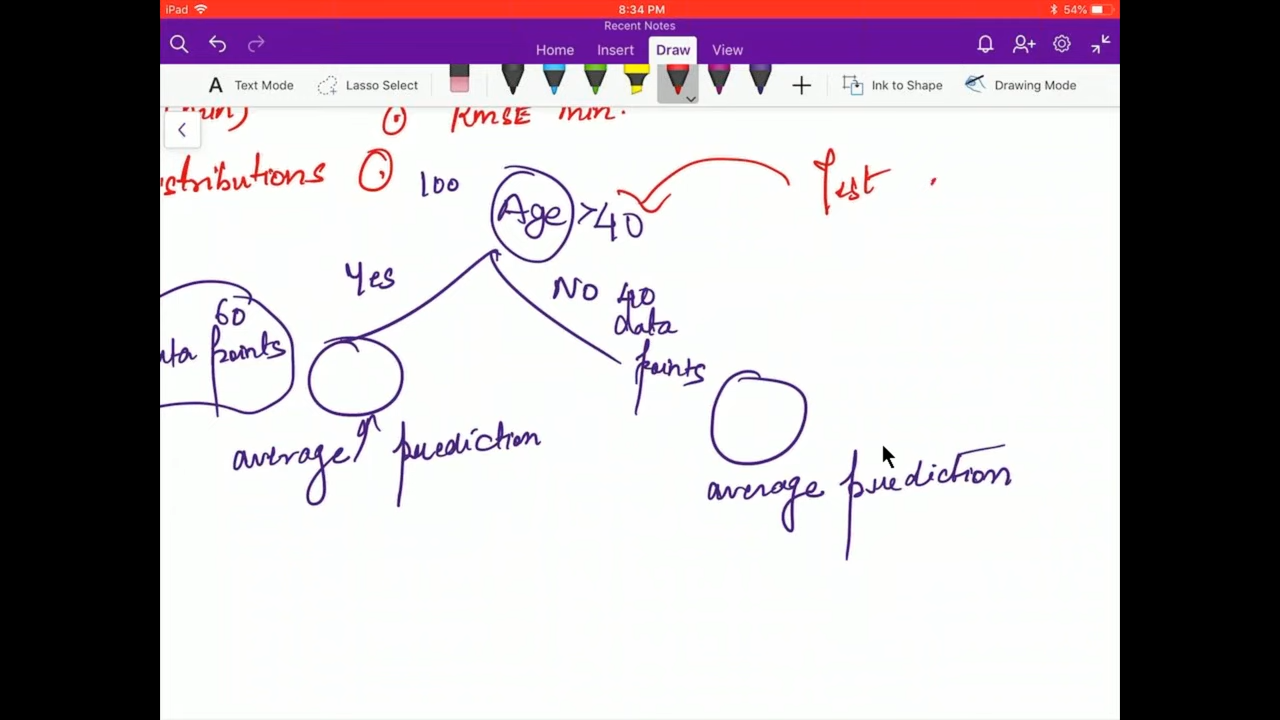 iPad 8:34 PM 54%
Recent Notes
Home Insert Draw View
A Text Mode Lasso Select + Ink to Shape Drawing Mode
RMSE min.
stributions
100 Age >40 Test .
Yes
No 40
data
points
60
ata points
average prediction
average prediction